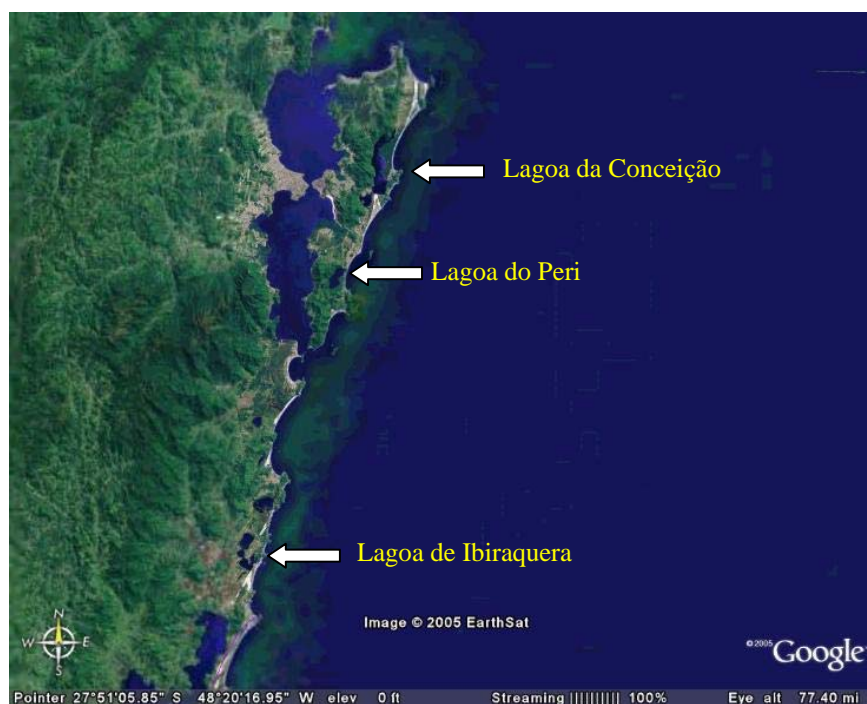 Lagoa da Conceição
Lagoa do Peri
Lagoa de Ibiraquera
N
W E
S
Image © 2005 EarthSat
©2005 Google
Pointer 27°51'05.85" S 48°20'16.95" W elev 0 ft Streaming |||||||||| 100% Eye alt 77.40 mi